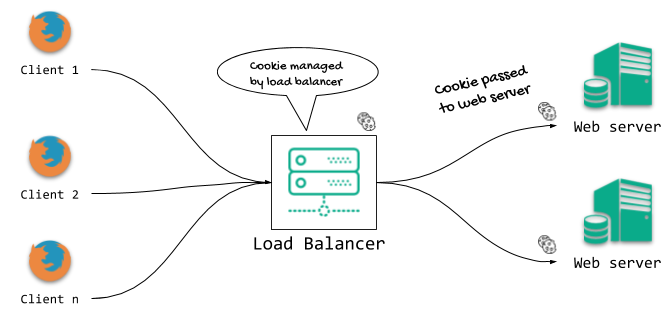 Client 1
Client 2
Client n
Cookie managed
by load balancer
Load Balancer
Cookie passed
to web server
Web server
Web server